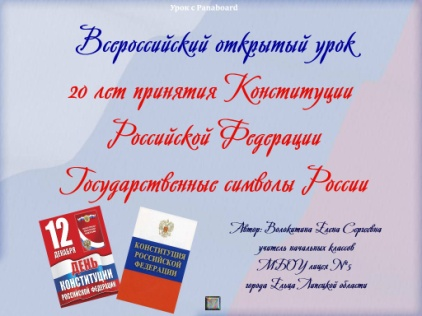 Урок с Panaboard
Всероссийский открытый урок
20 лет принятия Конституции
Российской Федерации
Государственные символы России
12
ДЕКАБРЯ
ДЕНЬ
КОНСТИТУЦИИ
РОССИЙСКОЙ ФЕДЕРАЦИИ
КОНСТИТУЦИЯ
РОССИЙСКОЙ
ФЕДЕРАЦИИ
Автор: Волокитина Елена Сергеевна
учитель начальных классов
МБОУ лицея №5
города Ельца Липецкой области